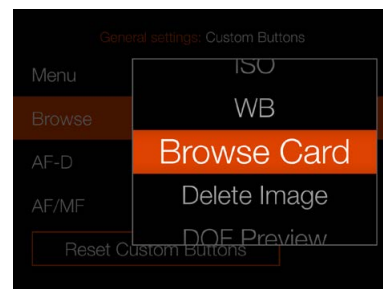 General settings: Custom Buttons
Menu
Browse
AF-D
AF/MF
Reset Custom Buttons
ISO
WB
Browse Card
Delete Image
DOF Preview